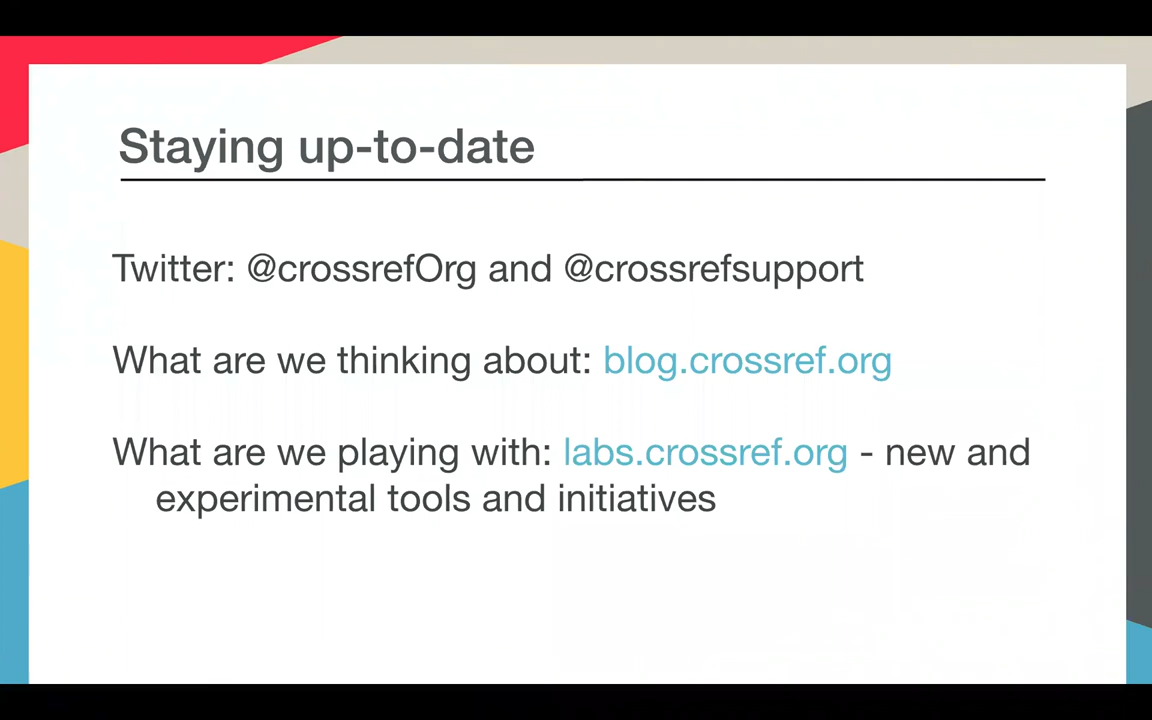 Staying up-to-date
Twitter: @crossrefOrg and @crossrefsupport
What are we thinking about: blog.crossref.org
What are we playing with: labs.crossref.org - new and
experimental tools and initiatives